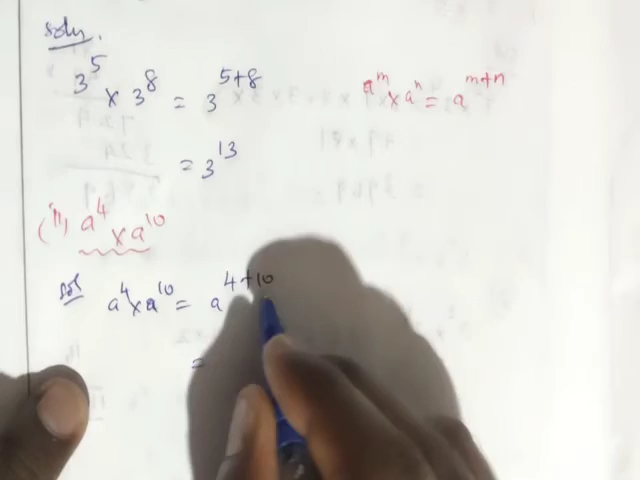 soln.
3^5 × 3^8 = 3^{5+8}
a^m × a^n = a^{m+n}
= 3^{13}
(ii) a^4 × a^{10}
sol a^4 × a^{10} = a^{4+10}
=